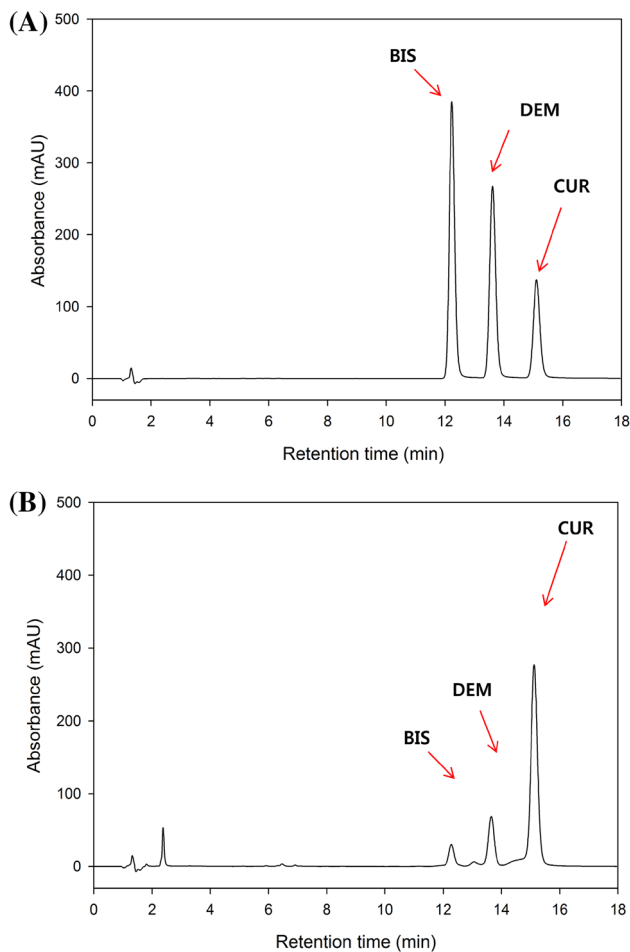 (A)
500
400
300
200
100
0
Absorbance (mAU)
BIS
DEM
CUR
0 2 4 6 8 10 12 14 16 18
Retention time (min)
(B)
500
400
300
200
100
0
Absorbance (mAU)
CUR
DEM
BIS
0 2 4 6 8 10 12 14 16 18
Retention time (min)